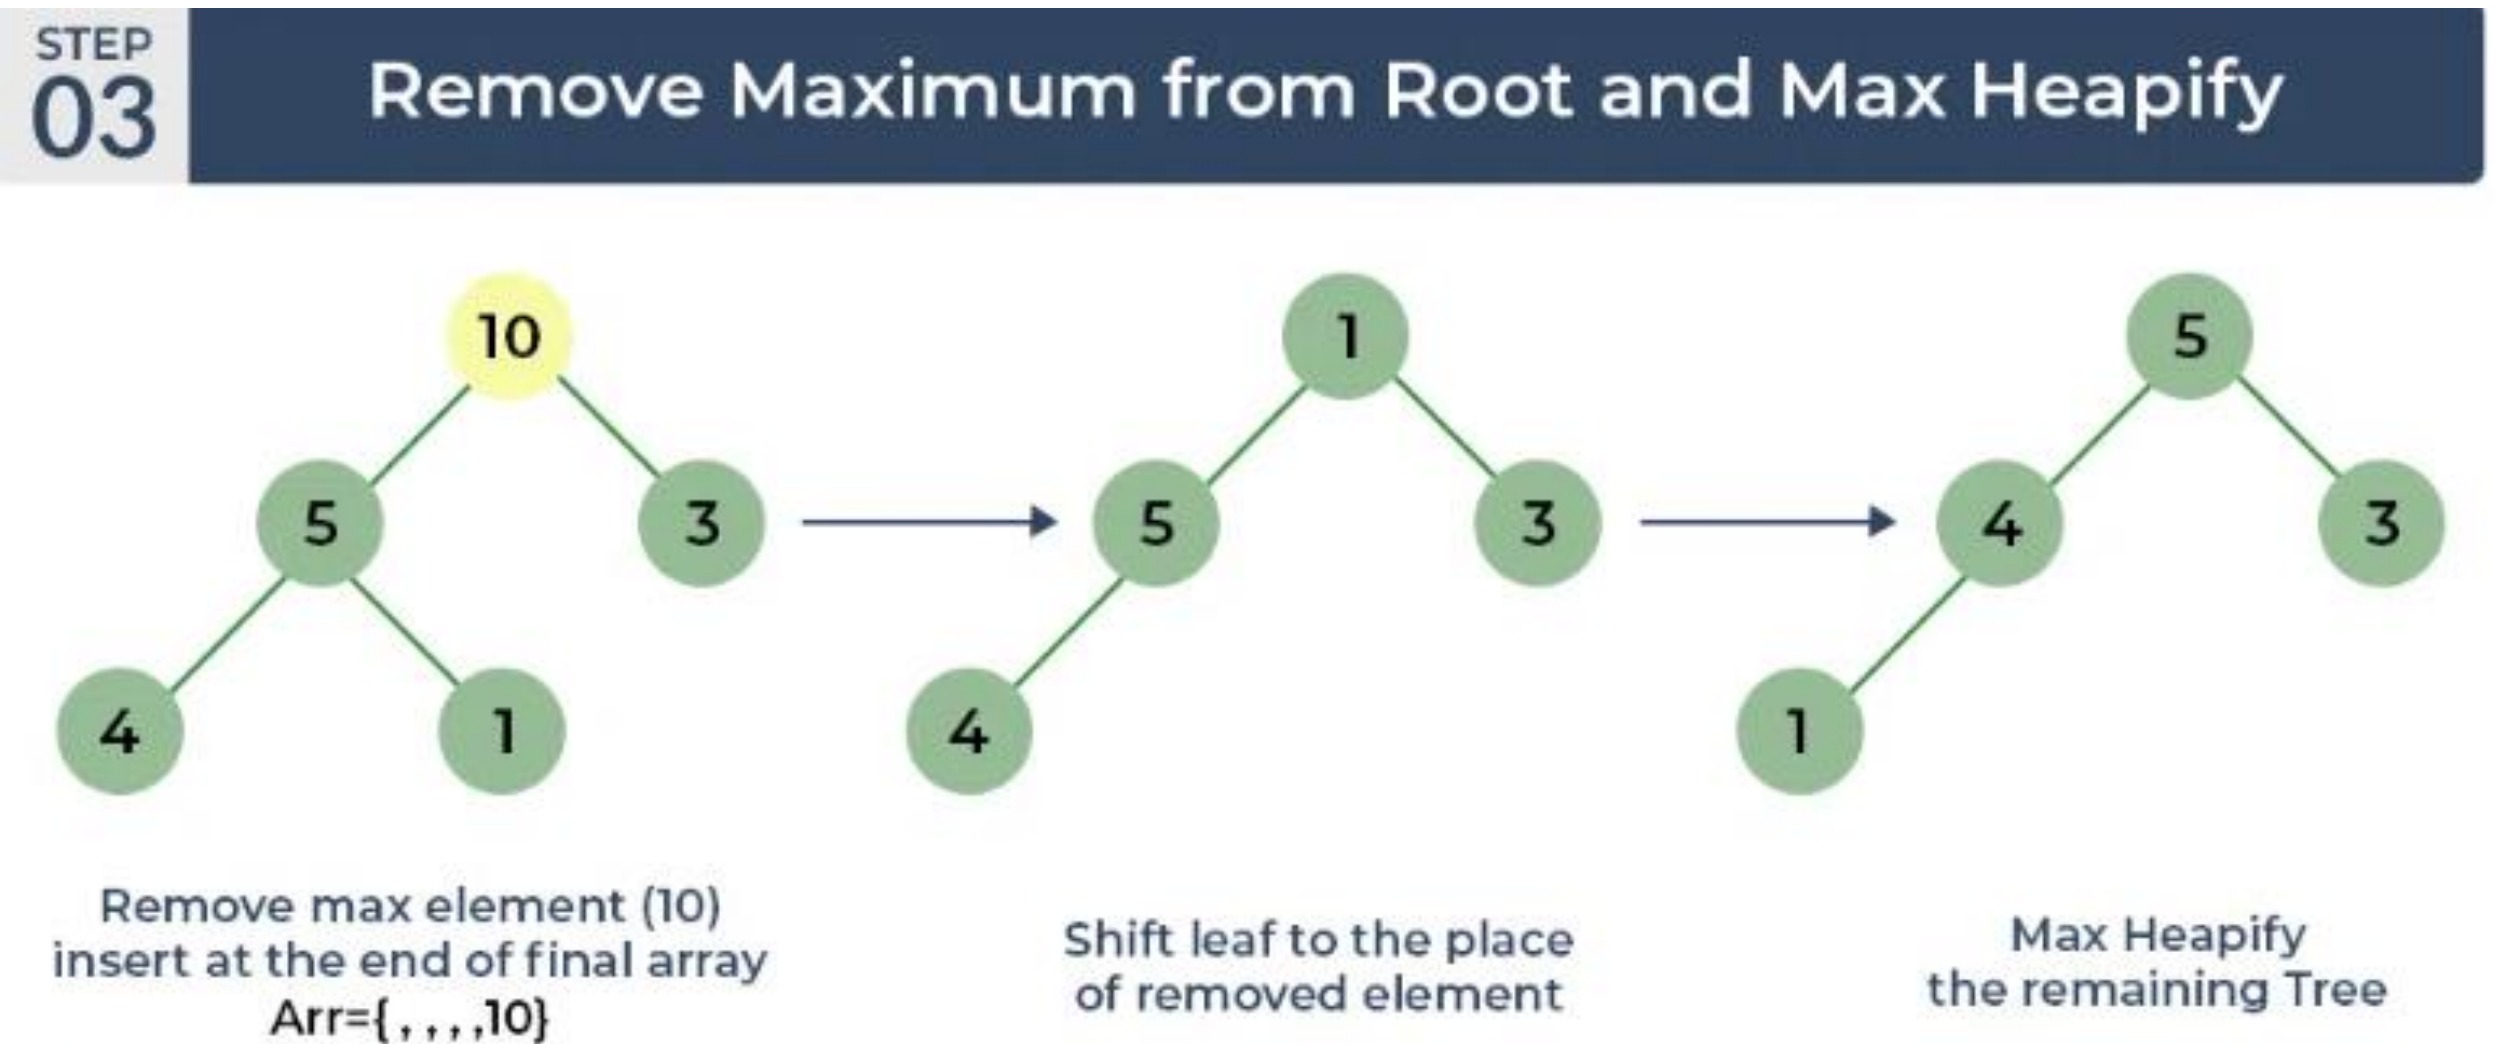 STEP
03
Remove Maximum from Root and Max Heapify
10
5
3
4
1
1
5
3
4
5
4
3
1
Remove max element (10)
insert at the end of final array
Arr={ , , , ,10}
Shift leaf to the place
of removed element
Max Heapify
the remaining Tree